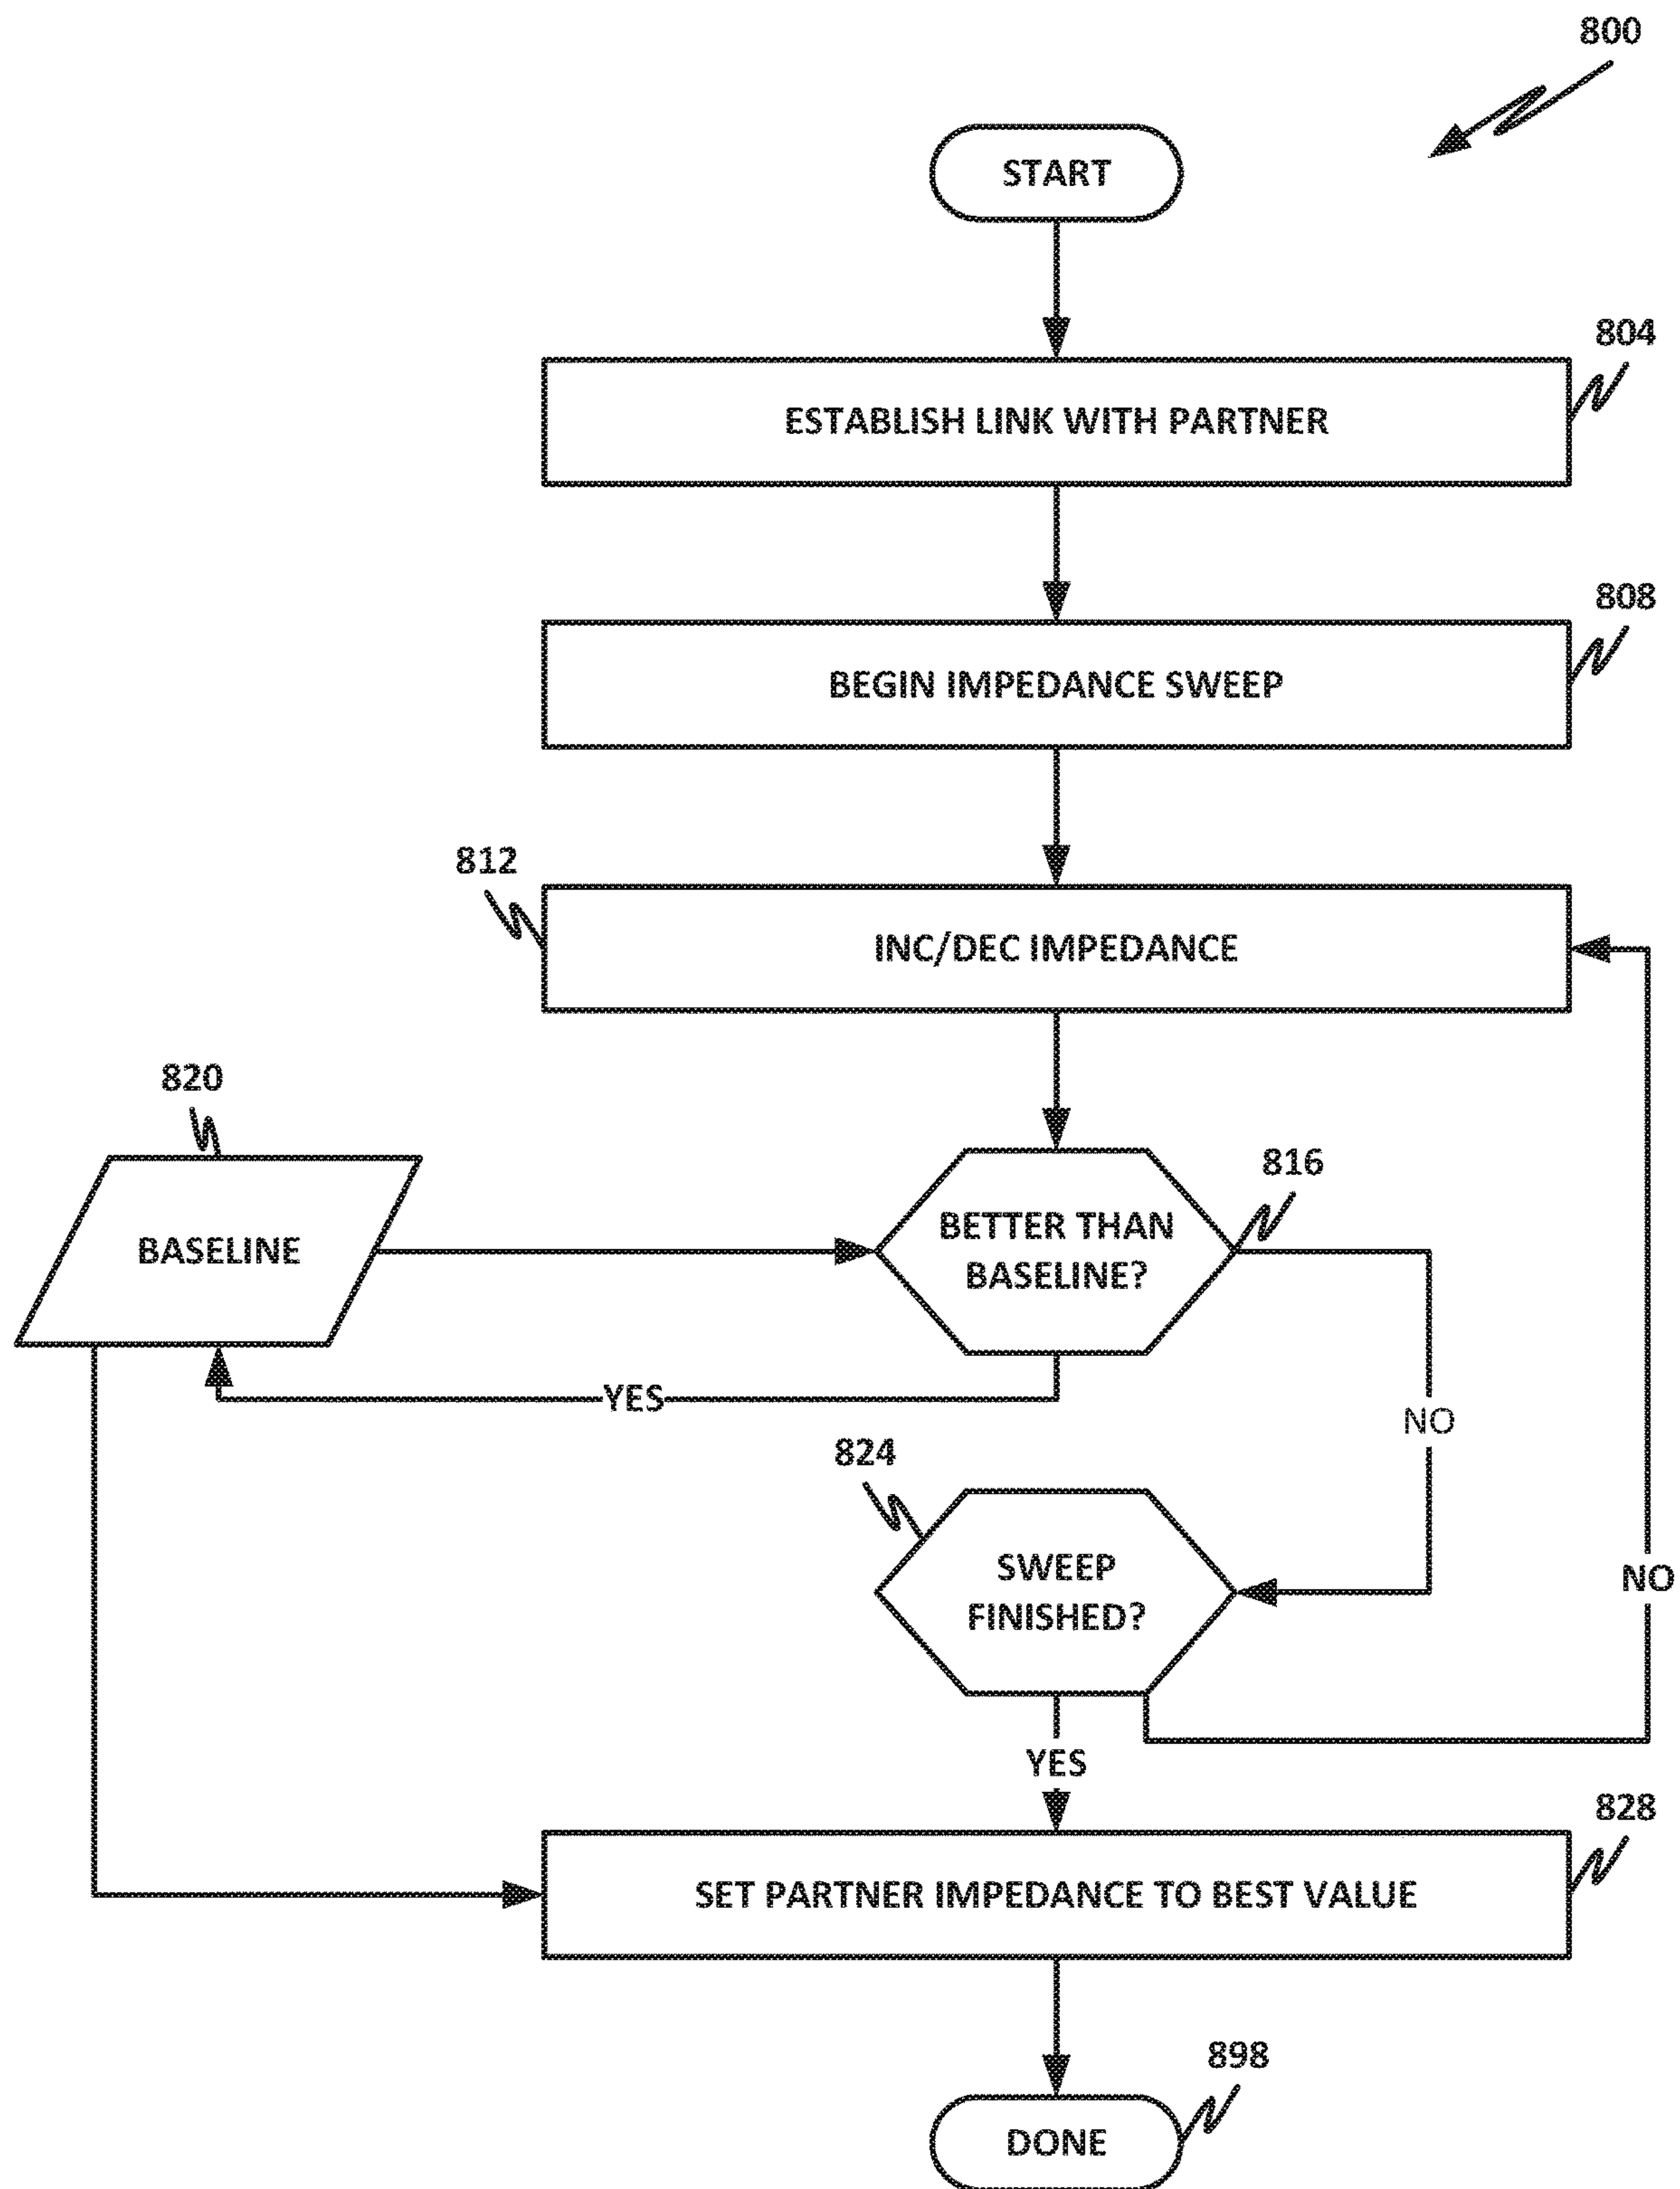 800
START
804
ESTABLISH LINK WITH PARTNER
808
BEGIN IMPEDANCE SWEEP
812
INC/DEC IMPEDANCE
820
BASELINE
816
BETTER THAN
BASELINE?
YES
NO
824
SWEEP
FINISHED?
NO
YES
828
SET PARTNER IMPEDANCE TO BEST VALUE
898
DONE